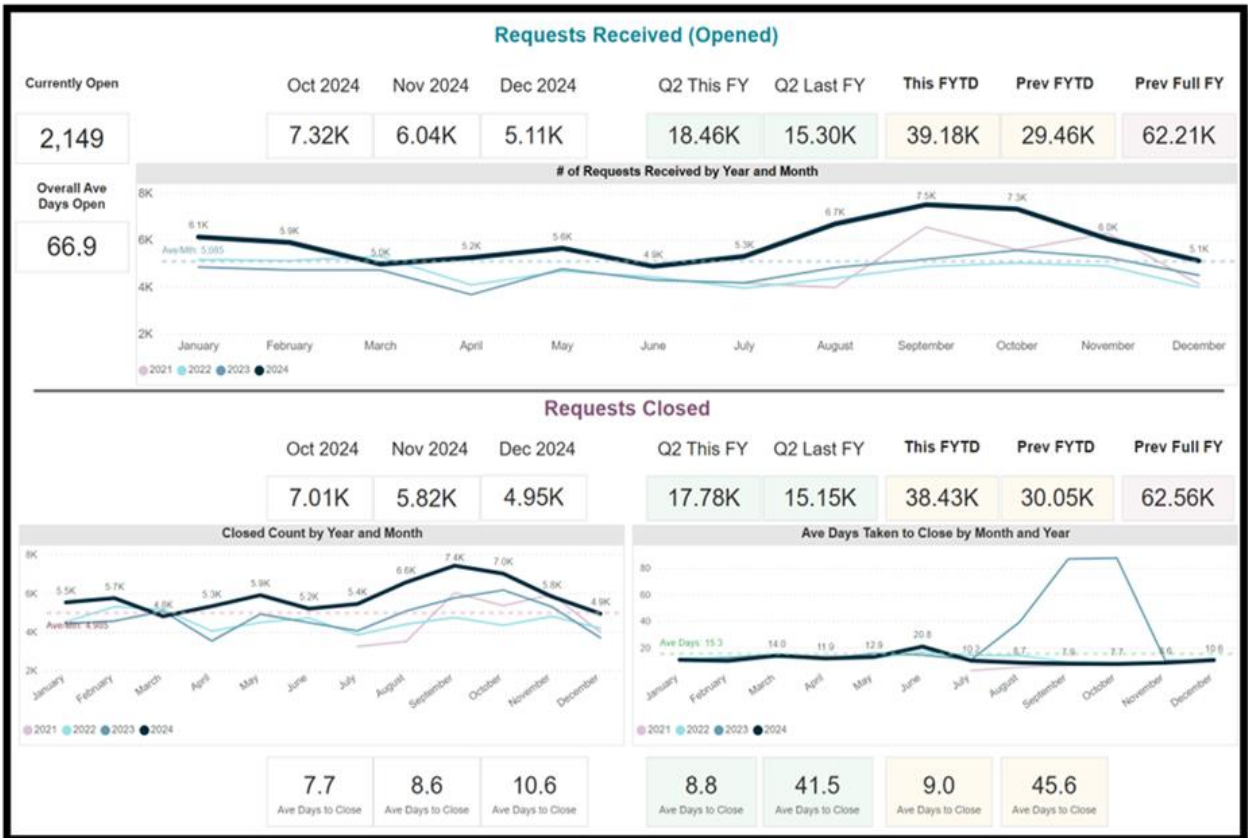 Requests Received (Opened)
Currently Open
Oct 2024 Nov 2024 Dec 2024 Q2 This FY Q2 Last FY This FYTD Prev FYTD Prev Full FY
2,149
7.32K 6.04K 5.11K 18.46K 15.30K 39.18K 29.46K 62.21K
Overall Ave
Days Open
66.9
# of Requests Received by Year and Month
8K
6K
4K
2K
6.1K 5.9K 5.0K 5.2K 5.6K 4.9K 5.3K 6.7K 7.5K 7.3K 6.0K 5.1K
Ave/Mth: 5,085
January February March April May June July August September October November December
2021 2022 2023 2024
Requests Closed
Oct 2024 Nov 2024 Dec 2024 Q2 This FY Q2 Last FY This FYTD Prev FYTD Prev Full FY
7.01K 5.82K 4.95K 17.78K 15.15K 38.43K 30.05K 62.56K
Closed Count by Year and Month
8K
6K
4K
2K
5.5K 5.7K 4.8K 5.3K 5.9K 5.2K 5.4K 6.6K 7.4K 7.0K 5.8K 4.9K
January February March April May June July August September October November December
2021 2022 2023 2024
Ave Days Taken to Close by Month and Year
80
60
40
20
Ave Days: 15.3
14.0 11.9 12.9 20.8 10.2 8.7 7.9 7.7 10.6
January February March April May June July August September October November December
2021 2022 2023 2024
7.7 8.6 10.6 8.8 41.5 9.0 45.6
Ave Days to Close Ave Days to Close Ave Days to Close Ave Days to Close Ave Days to Close Ave Days to Close Ave Days to Close